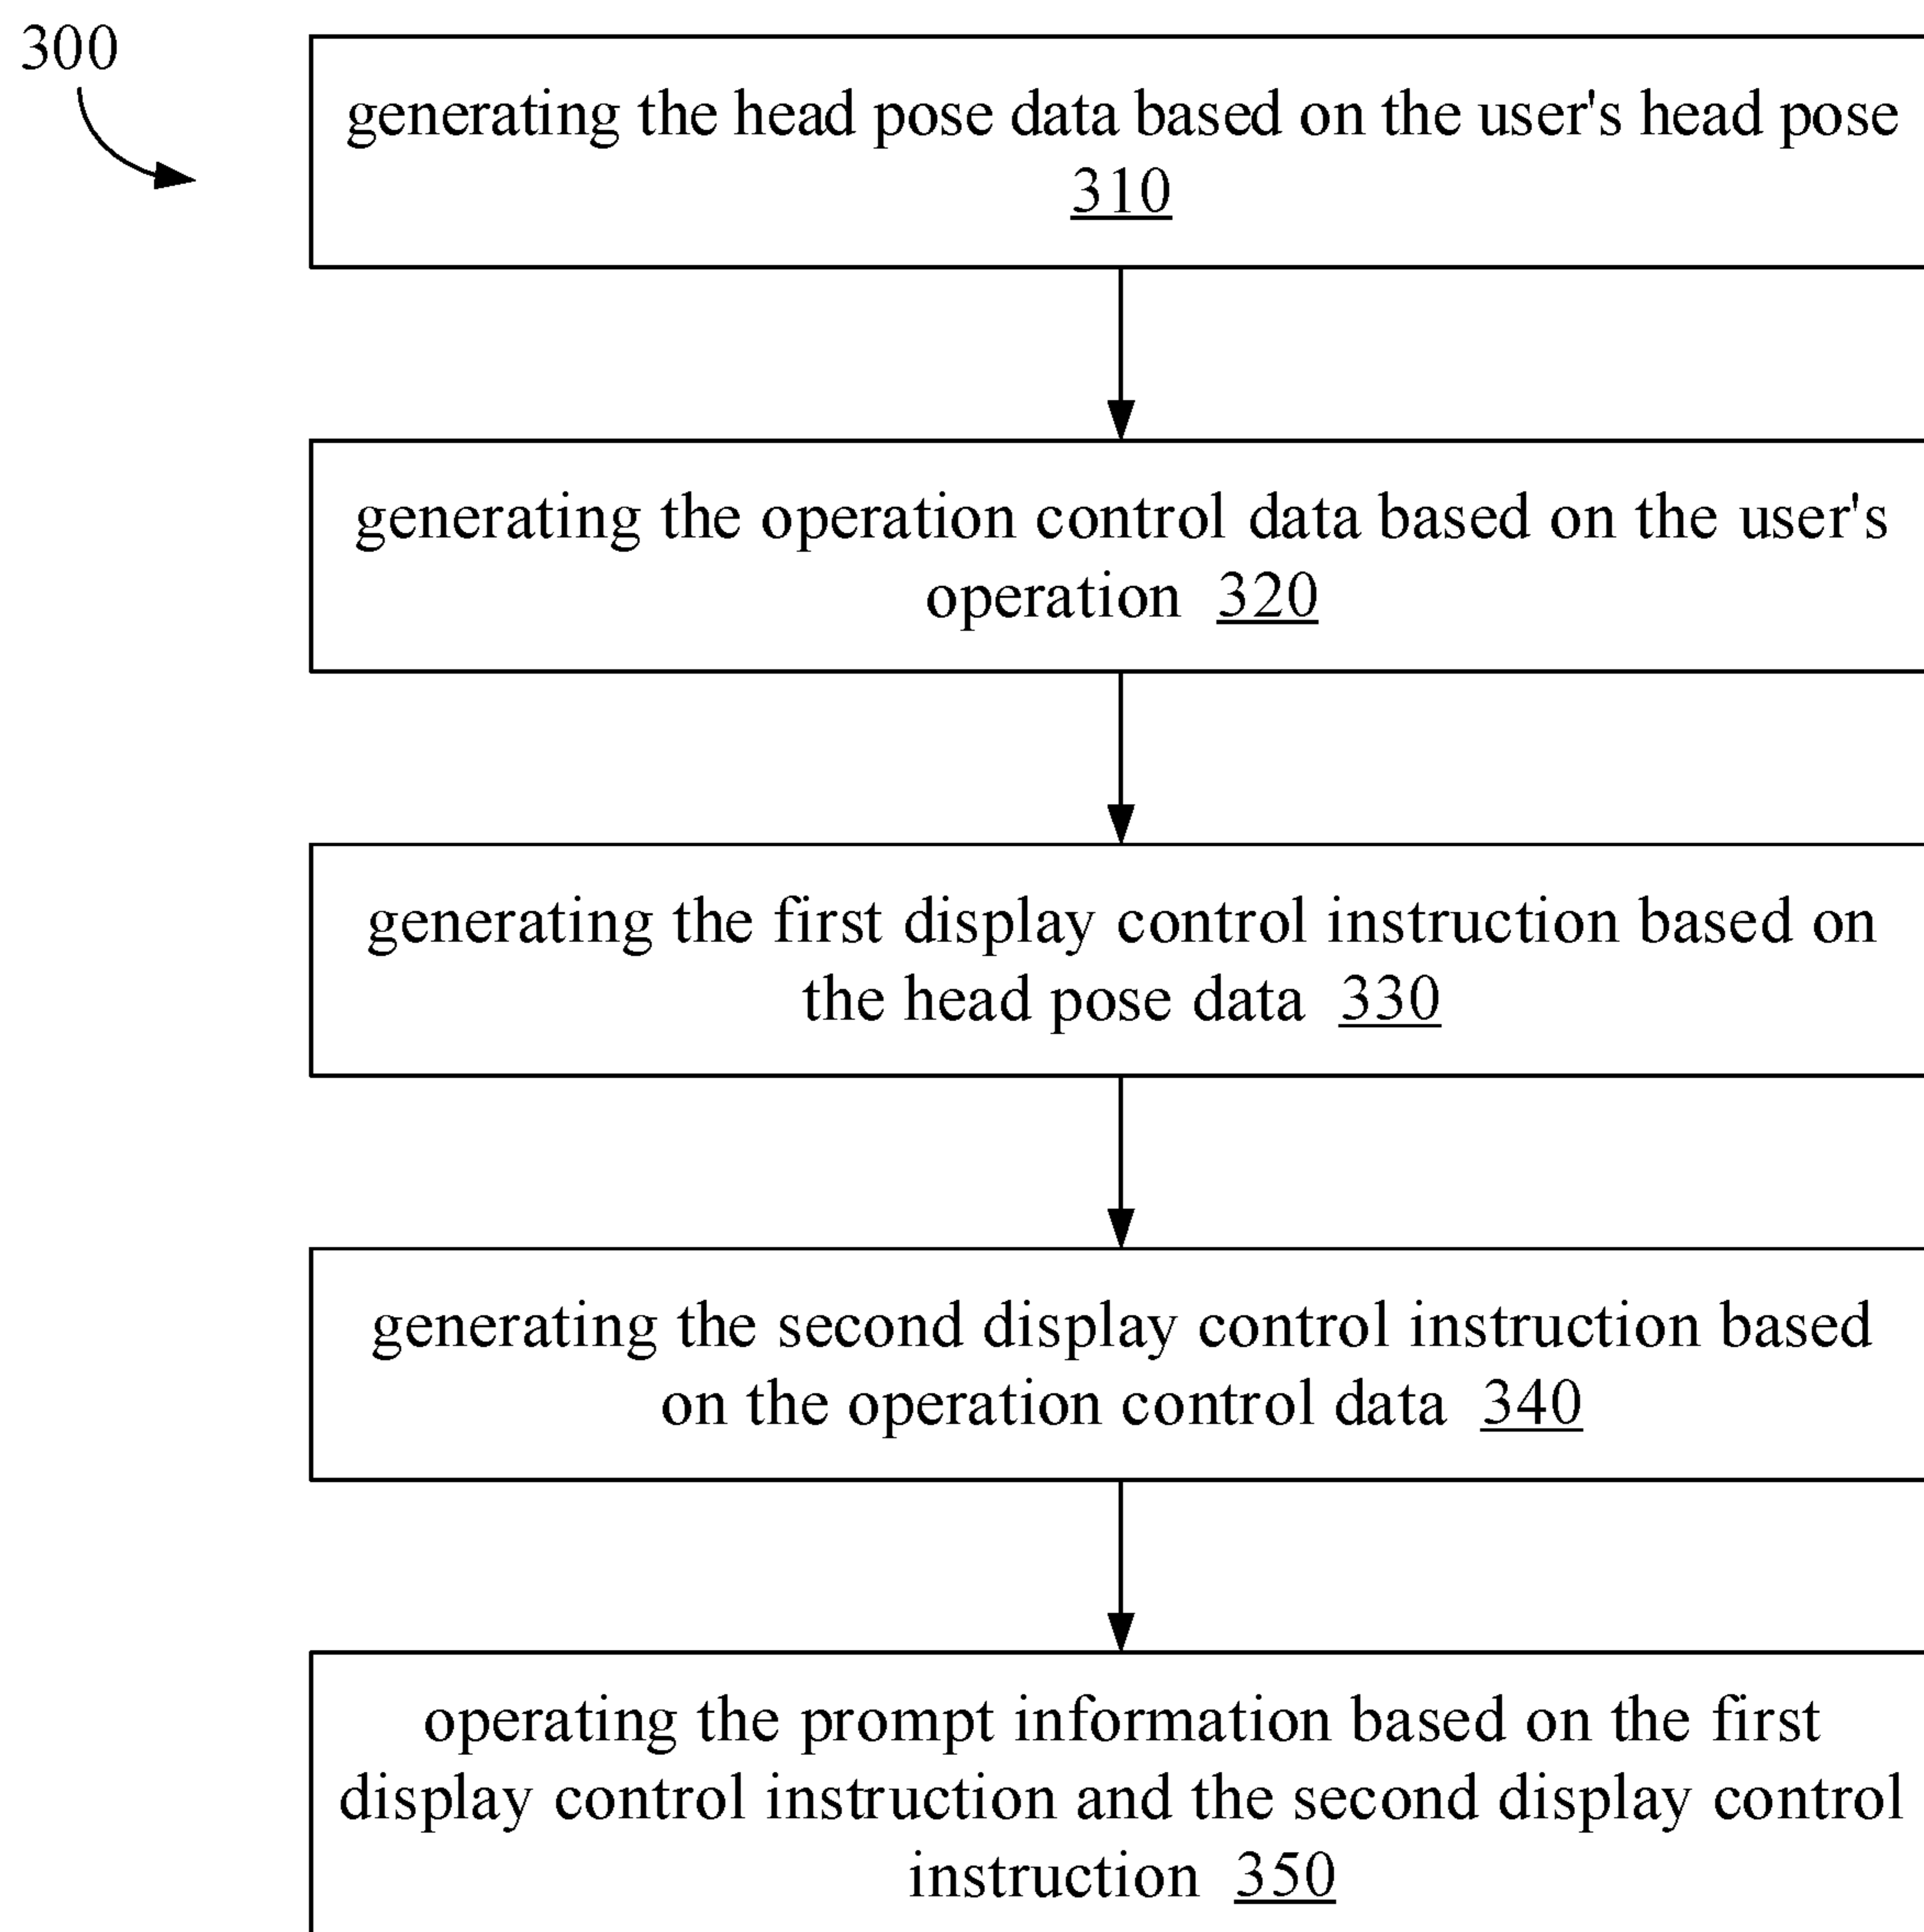 300
generating the head pose data based on the user's head pose
310
generating the operation control data based on the user's
operation 320
generating the first display control instruction based on
the head pose data 330
generating the second display control instruction based
on the operation control data 340
operating the prompt information based on the first
display control instruction and the second display control
instruction 350